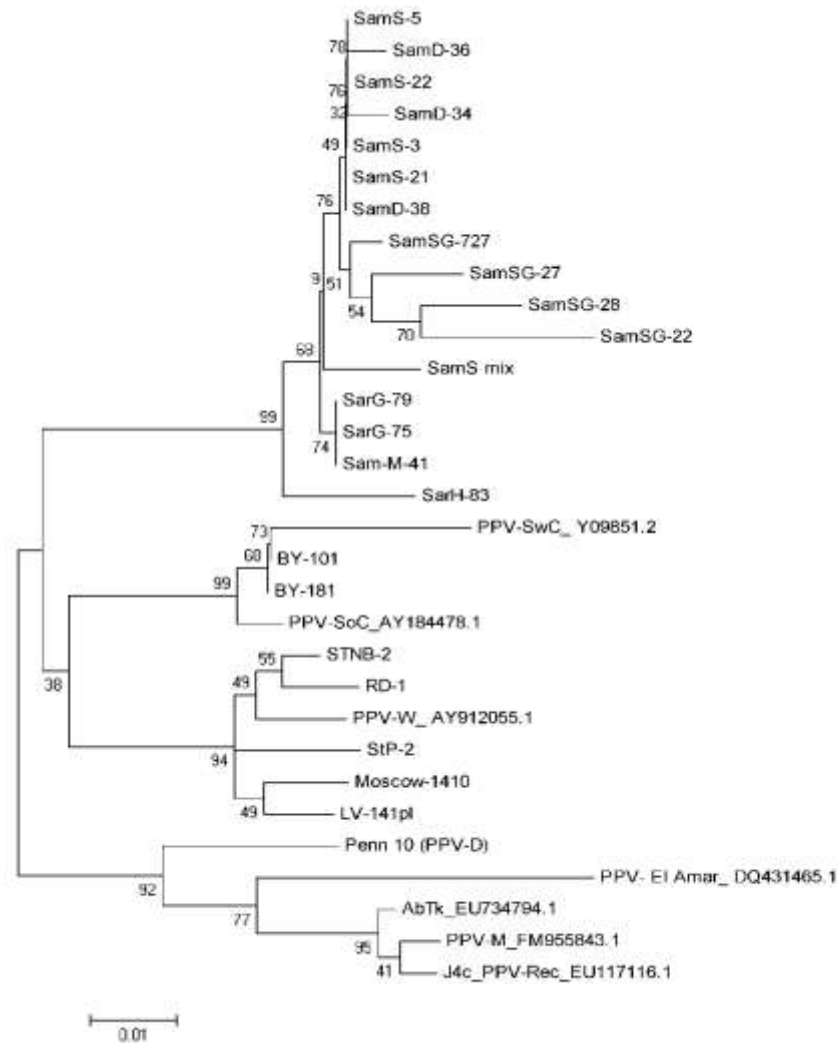 SamS-5
78
SamD-36
76
SamS-22
32
SamD-34
49
SamS-3
SamS-21
76
SamD-38
SamSG-727
9
51
SamSG-27
54
SamSG-28
70
SamSG-22
68
SamS mix
SarG-79
99
SarG-75
74
Sam-M-41
SarH-83
73
PPV-SwC_ Y09851.2
60
BY-101
99
BY-181
PPV-SoC_AY184478.1
55
STNB-2
38
49
RD-1
PPV-W_ AY912055.1
94
StP-2
Moscow-1410
49
LV-141pl
Penn 10 (PPV-D)
92
PPV- El Amar_ DQ431465.1
77
AbTk_EU734794.1
95
PPV-M_FM955843.1
41
J4c_PPV-Rec_EU117116.1
0.01